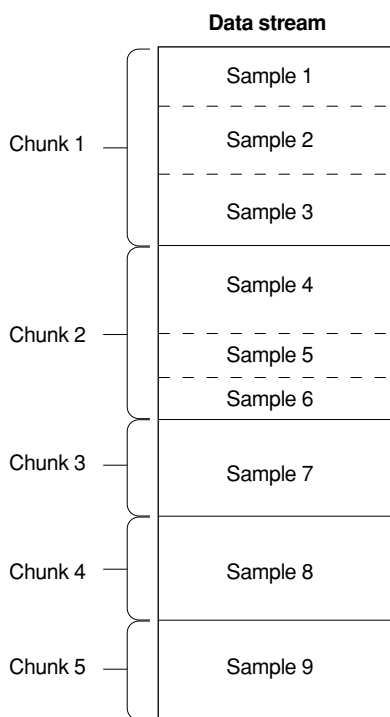 Data stream
Sample 1
Chunk 1
Sample 2
Sample 3
Sample 4
Chunk 2
Sample 5
Sample 6
Chunk 3
Sample 7
Chunk 4
Sample 8
Chunk 5
Sample 9